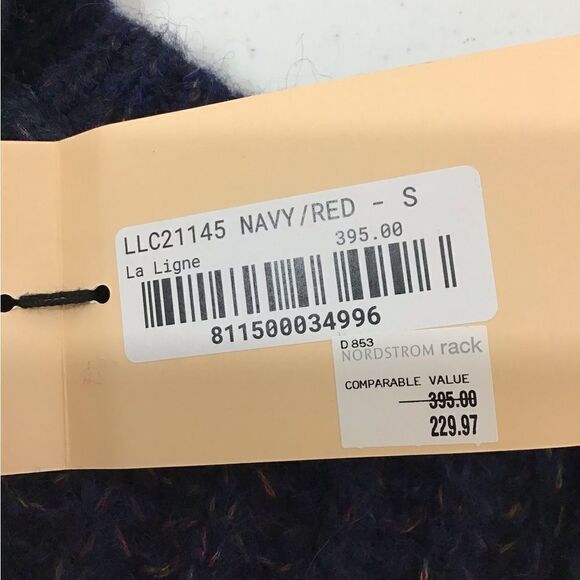 LLC21145 NAVY/RED - S
La Ligne 395.00
811500034996
D 853
NORDSTROM rack
COMPARABLE VALUE
395.00
229.97